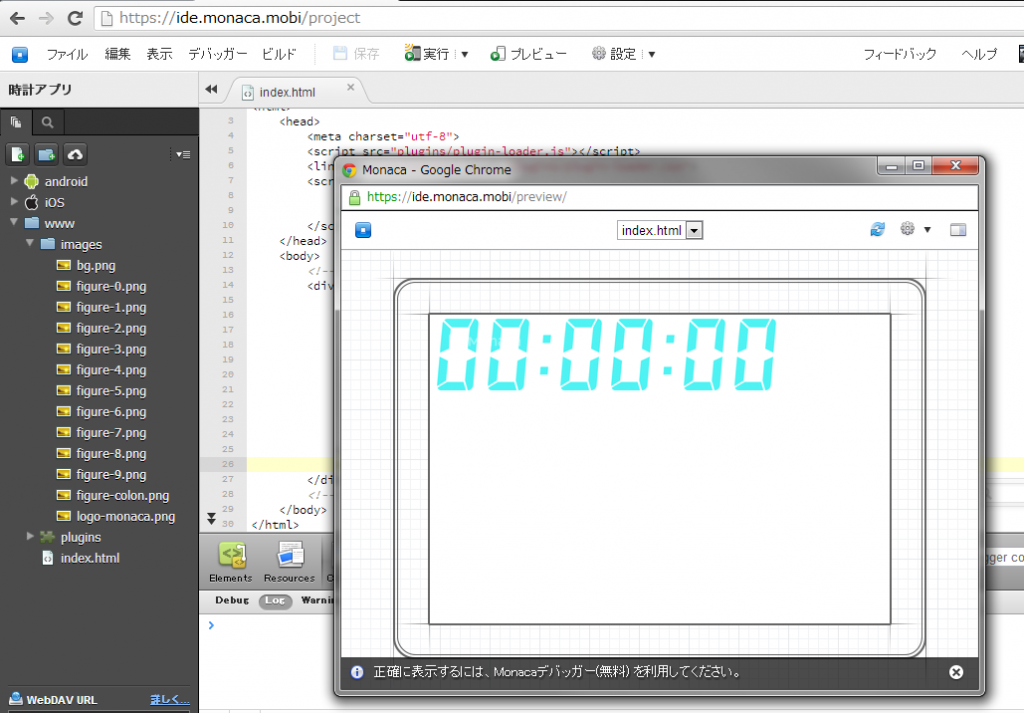 https://ide.monaca.mobi/project
ファイル 編集 表示 デバッガー ビルド 保存 実行 プレビュー 設定 フィードバック ヘルプ
時計アプリ
index.html
android
iOS
www
images
bg.png
figure-0.png
figure-1.png
figure-2.png
figure-3.png
figure-4.png
figure-5.png
figure-6.png
figure-7.png
figure-8.png
figure-9.png
figure-colon.png
logo-monaca.png
plugins
index.html
WebDAV URL 詳しく...
3
4 <head>
5 <meta charset="utf-8">
6 <script src="plugins/plugin-loader.js"></script>
7 <lin
8 <scr
9
10 </sc
11 </head>
12 <body>
13 <!--
14 <div
15
16
17
18
19
20
21
22
23
24
25
26
27 </di
28 <!--
29 </body>
30 </html>
Elements Resources
Debug Log Warnin
gger co
Monaca - Google Chrome
https://ide.monaca.mobi/preview/
index.html
00:00:00
正確に表示するには、Monacaデバッガー(無料) を利用してください。